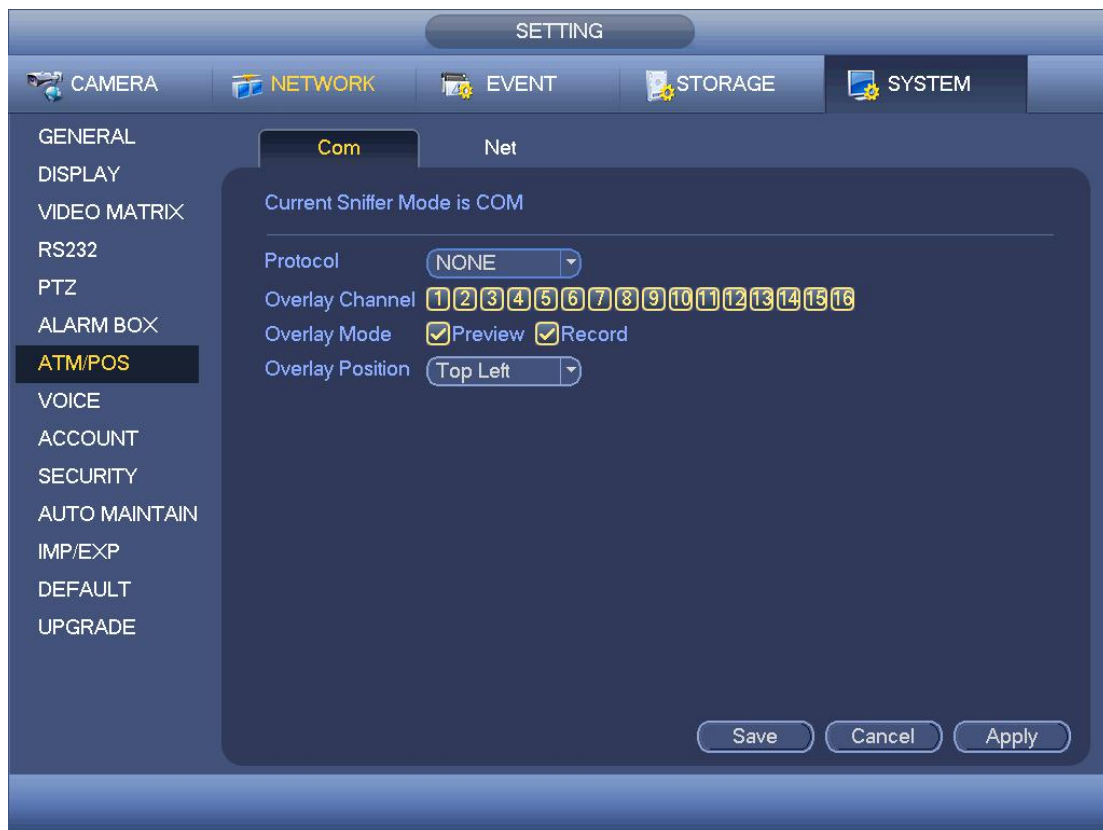 SETTING
CAMERA NETWORK EVENT STORAGE SYSTEM
GENERAL
DISPLAY
VIDEO MATRIX
RS232
PTZ
ALARM BOX
ATM/POS
VOICE
ACCOUNT
SECURITY
AUTO MAINTAIN
IMP/EXP
DEFAULT
UPGRADE
Com Net
Current Sniffer Mode is COM
Protocol NONE
Overlay Channel 1 2 3 4 5 6 7 8 9 10 11 12 13 14 15 16
Overlay Mode Preview Record
Overlay Position Top Left
Save Cancel Apply